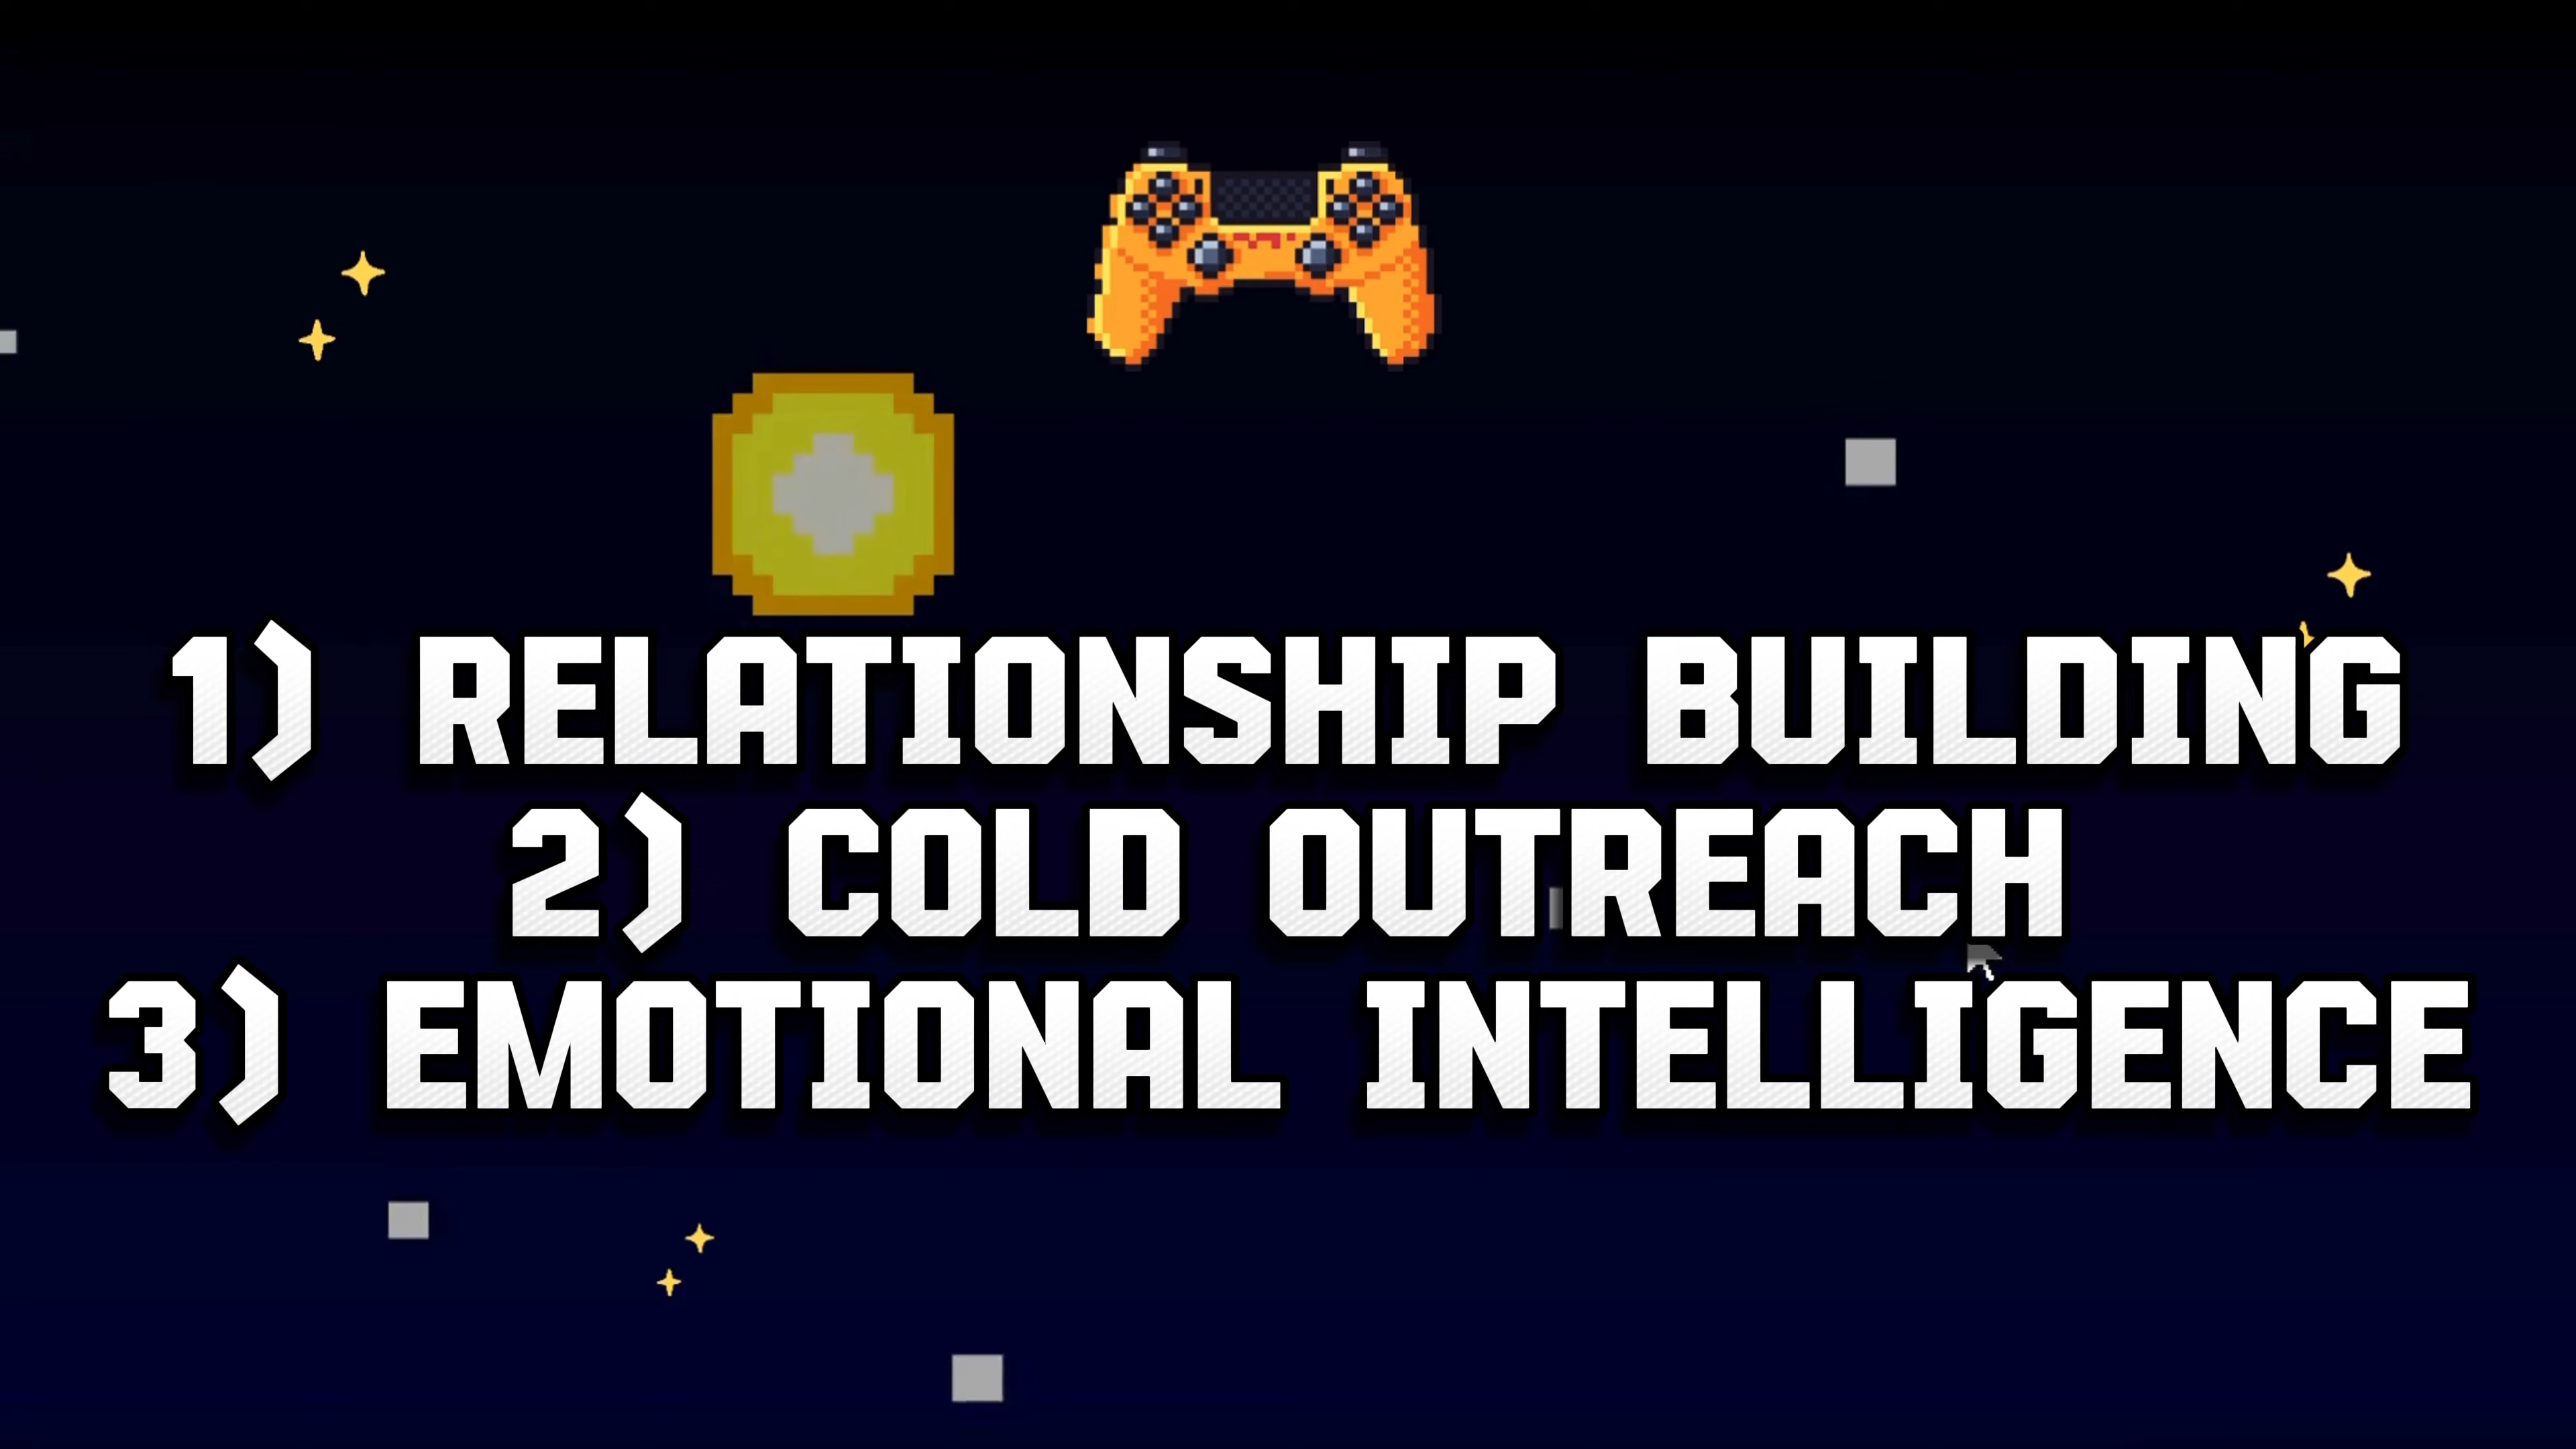 1) RELATIONSHIP BUILDING
2) COLD OUTREACH
3) EMOTIONAL INTELLIGENCE